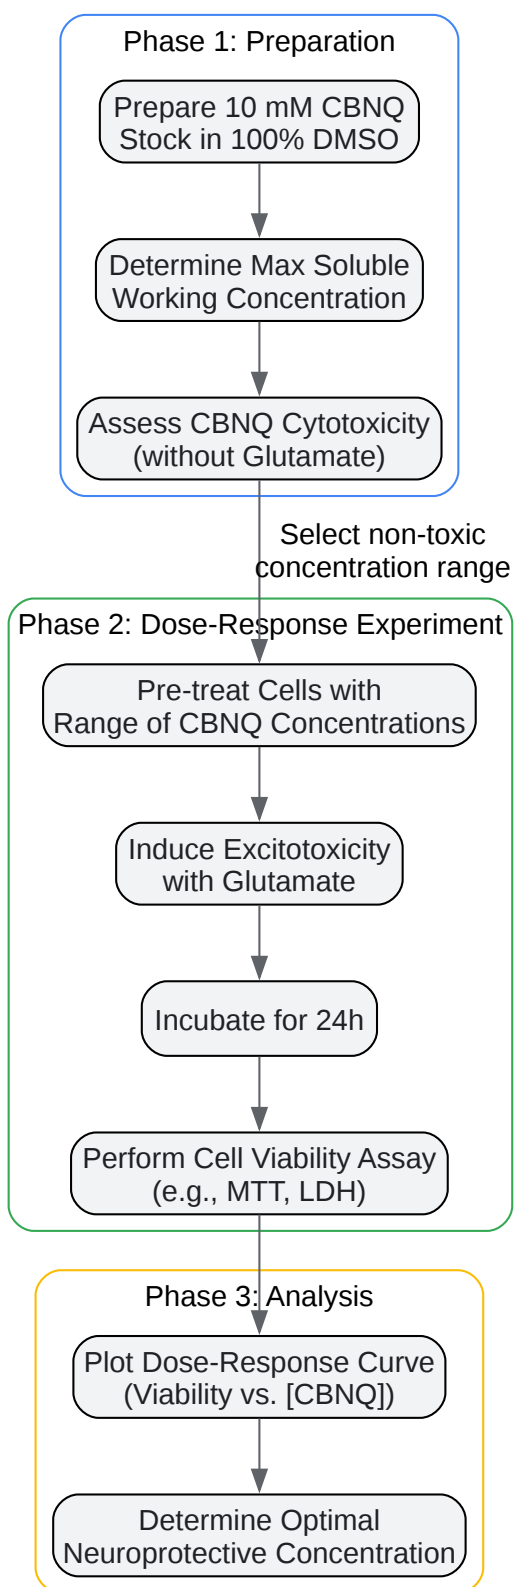 Phase 1: Preparation
Prepare 10 mM CBNQ
Stock in 100% DMSO
Determine Max Soluble
Working Concentration
Assess CBNQ Cytotoxicity
(without Glutamate)
Select non-toxic
concentration range
Phase 2: Dose-Response Experiment
Pre-treat Cells with
Range of CBNQ Concentrations
Induce Excitotoxicity
with Glutamate
Incubate for 24h
Perform Cell Viability Assay
(e.g., MTT, LDH)
Phase 3: Analysis
Plot Dose-Response Curve
(Viability vs. [CBNQ])
Determine Optimal
Neuroprotective Concentration